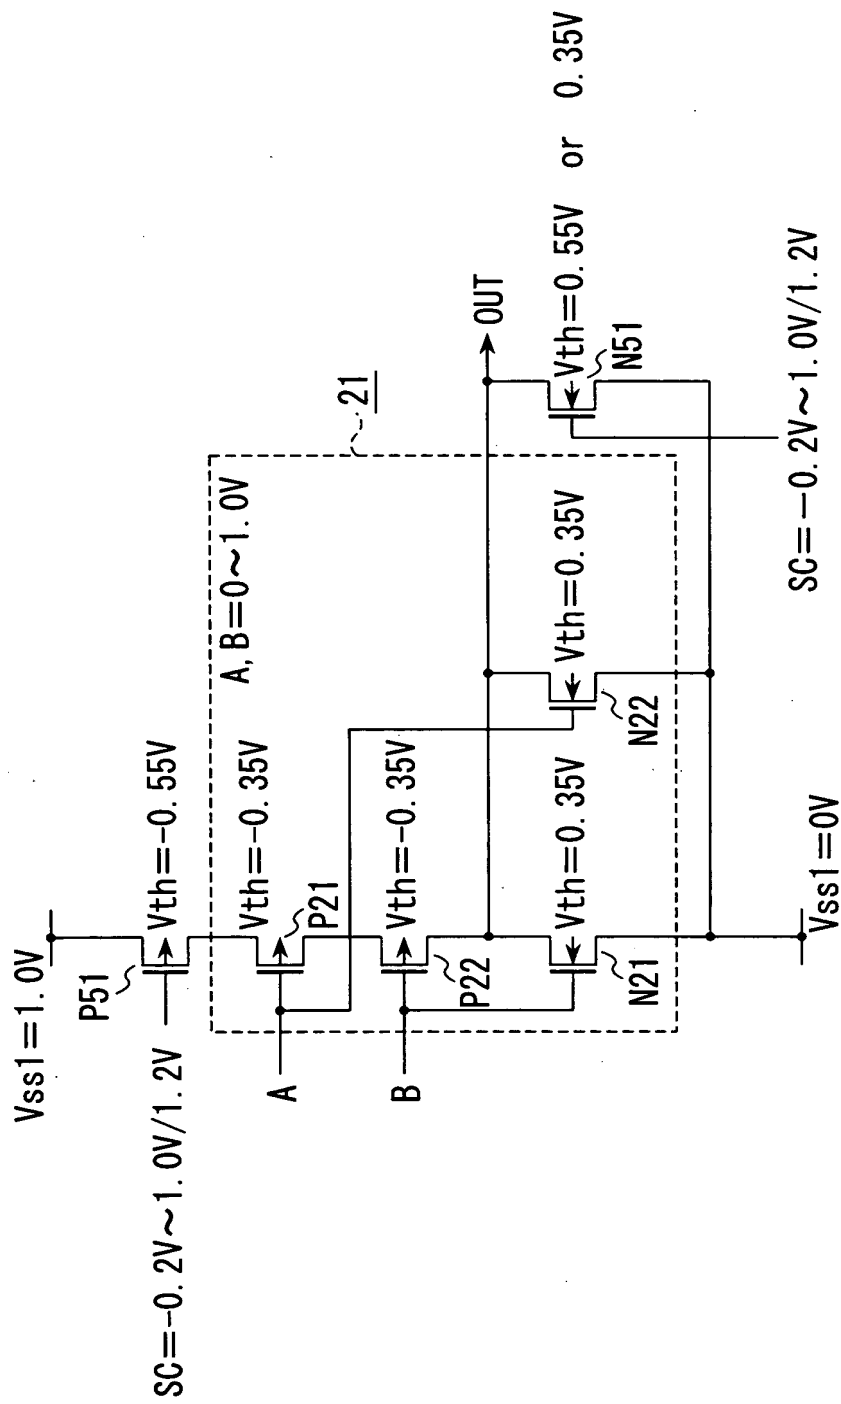 Vss1=1.0V
P51
Vth=-0.55V
SC=-0.2V~1.0V/1.2V
A
Vth=-0.35V
P21
A,B=0~1.0V
21
B
Vth=-0.35V
P22
OUT
Vth=0.35V
N21
Vth=0.35V
N22
Vth=0.55V or 0.35V
N51
SC=-0.2V~1.0V/1.2V
Vss1=0V